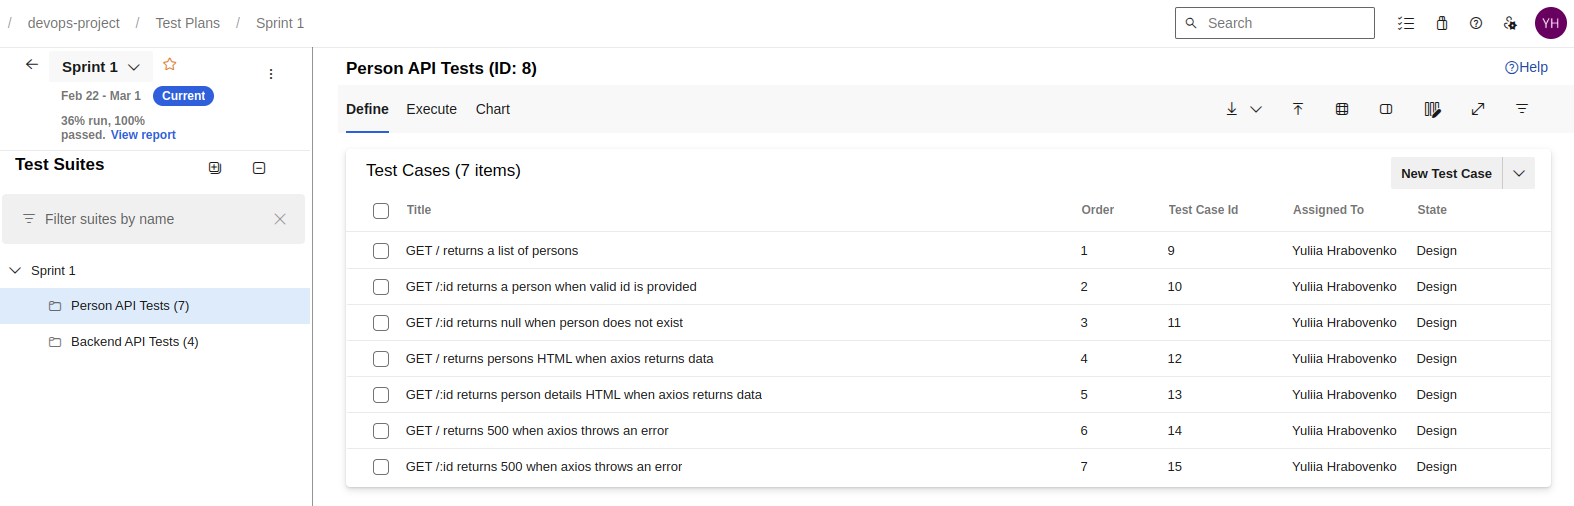 / devops-project / Test Plans / Sprint 1
Search
YH
Sprint 1
Feb 22 - Mar 1 Current
36% run, 100%
passed. View report
Test Suites
Filter suites by name
Sprint 1
Person API Tests (7)
Backend API Tests (4)
Person API Tests (ID: 8)
Help
Define Execute Chart
Test Cases (7 items)
New Test Case
Title Order Test Case Id Assigned To State
GET / returns a list of persons 1 9 Yuliia Hrabovenko Design
GET /:id returns a person when valid id is provided 2 10 Yuliia Hrabovenko Design
GET /:id returns null when person does not exist 3 11 Yuliia Hrabovenko Design
GET / returns persons HTML when axios returns data 4 12 Yuliia Hrabovenko Design
GET /:id returns person details HTML when axios returns data 5 13 Yuliia Hrabovenko Design
GET / returns 500 when axios throws an error 6 14 Yuliia Hrabovenko Design
GET /:id returns 500 when axios throws an error 7 15 Yuliia Hrabovenko Design